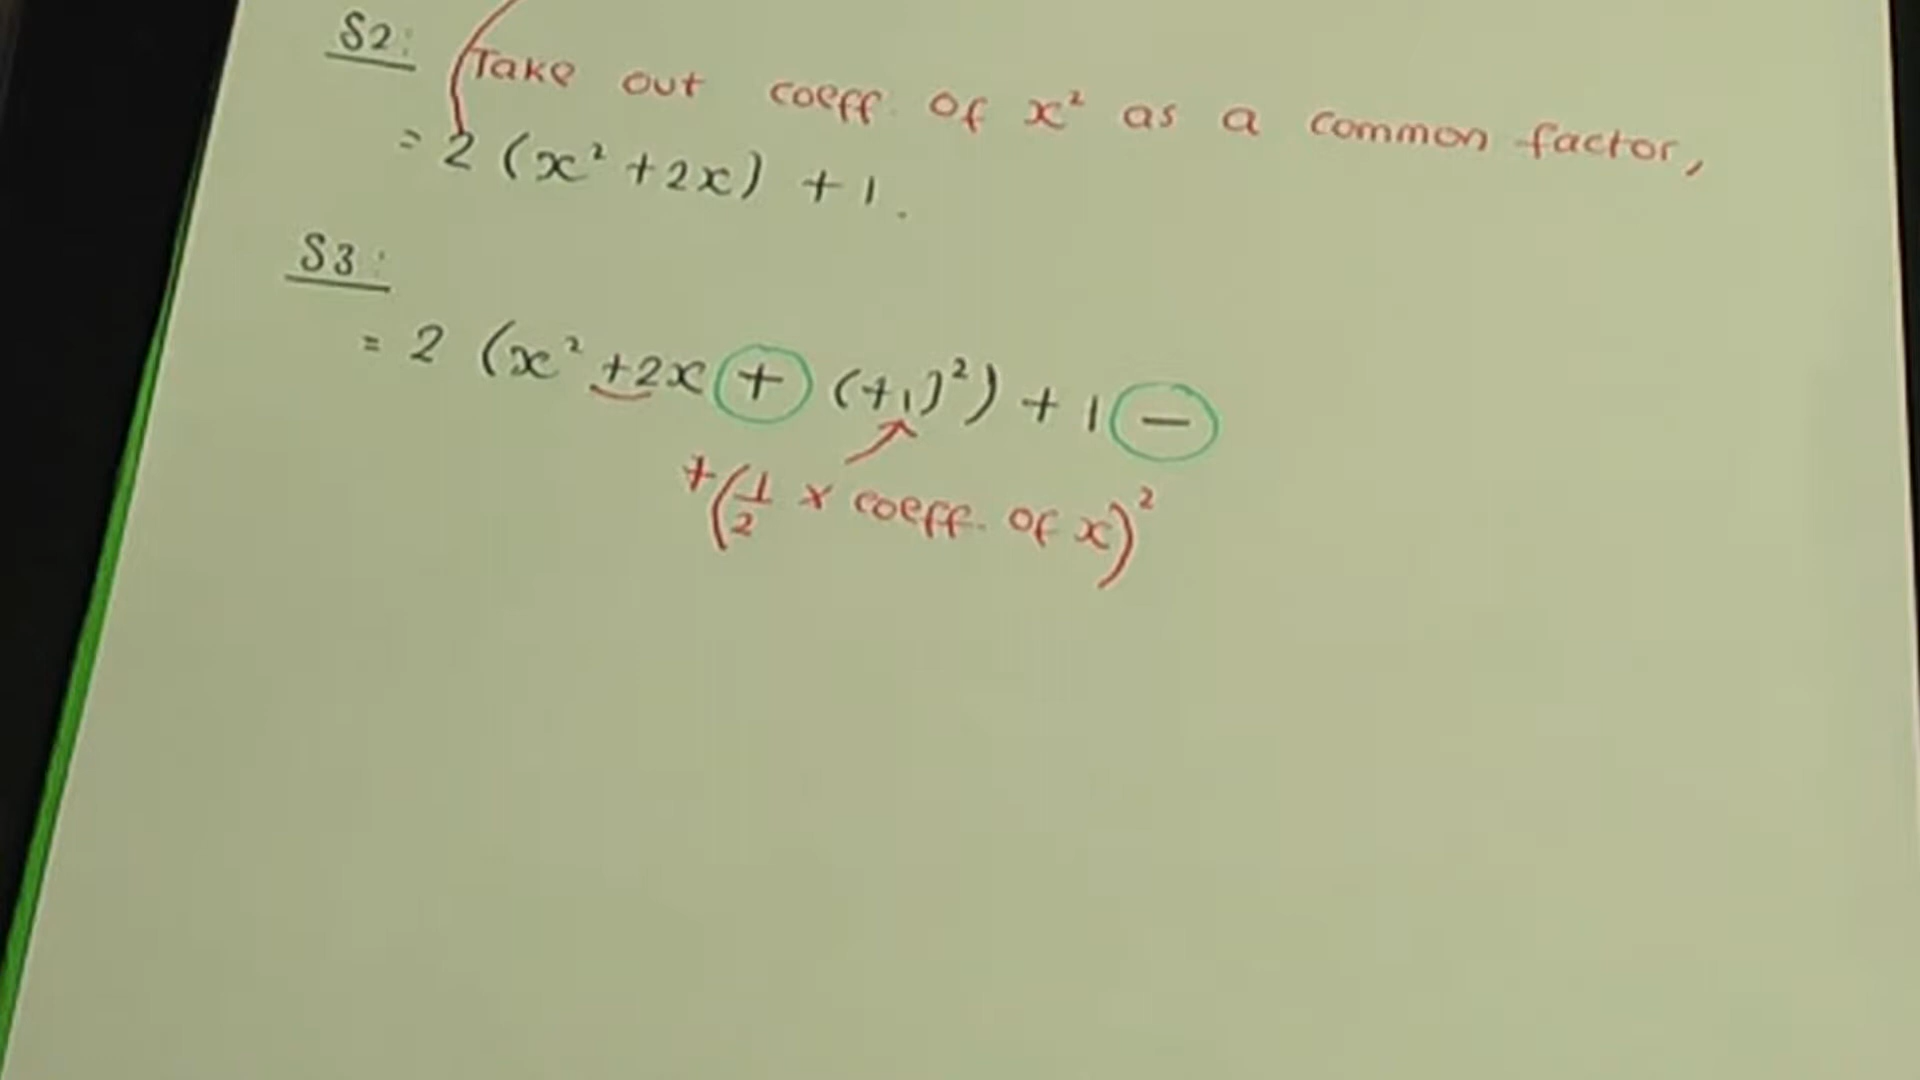 S2:
Take out coeff. of x² as a common factor,
= 2 (x² + 2x) + 1.
S3:
= 2 (x² + 2x + (+1)²) + 1 −
+(1/2 × coeff. of x)²